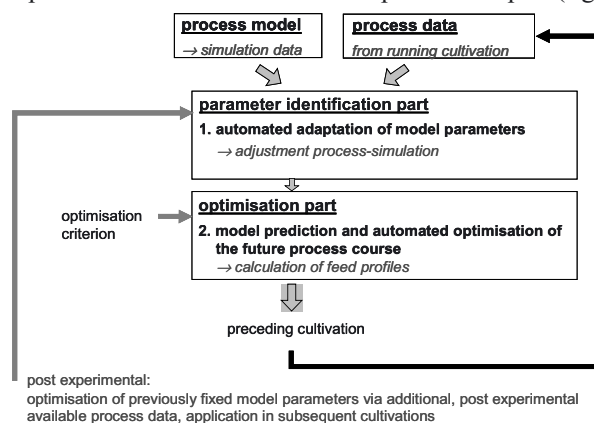 process model
→ simulation data
process data
from running cultivation
parameter identification part
1. automated adaptation of model parameters
→ adjustment process-simulation
optimisation
criterion
optimisation part
2. model prediction and automated optimisation of
the future process course
→ calculation of feed profiles
preceding cultivation
post experimental:
optimisation of previously fixed model parameters via additional, post experimental
available process data, application in subsequent cultivations